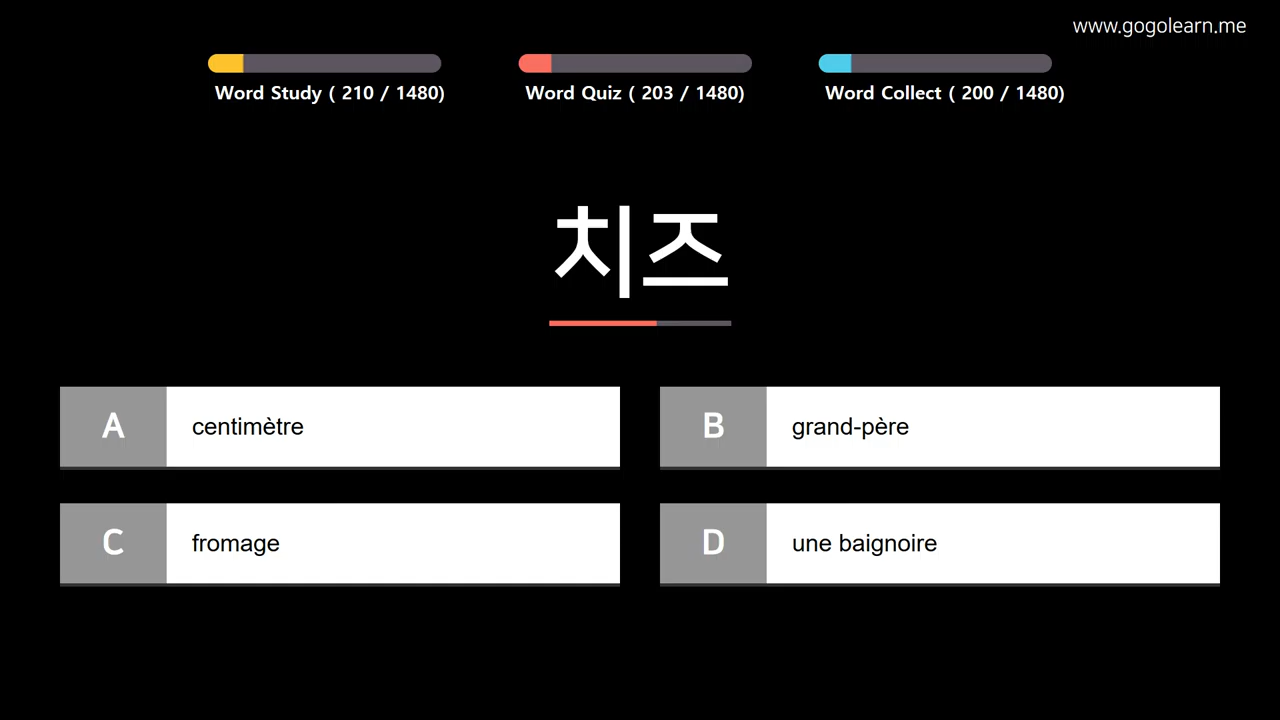 www.gogolearn.me
Word Study ( 210 / 1480)
Word Quiz ( 203 / 1480)
Word Collect ( 200 / 1480)
치즈
A centimètre
B grand-père
C fromage
D une baignoire